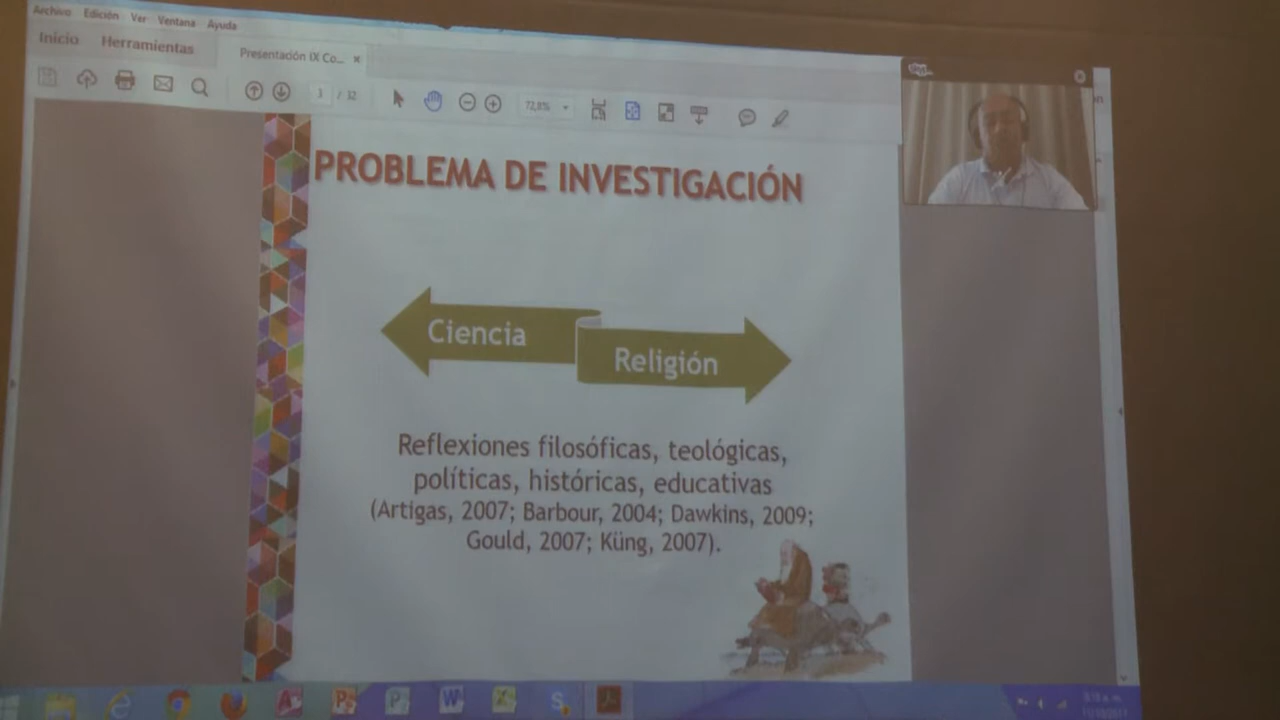 Archivo Edición Ver Ventana Ayuda
Inicio Herramientas
Presentación IX Co... ×
3 / 32
72,8%
PROBLEMA DE INVESTIGACIÓN
Ciencia
Religión
Reflexiones filosóficas, teológicas,
políticas, históricas, educativas
(Artigas, 2007; Barbour, 2004; Dawkins, 2009;
Gould, 2007; Küng, 2007).